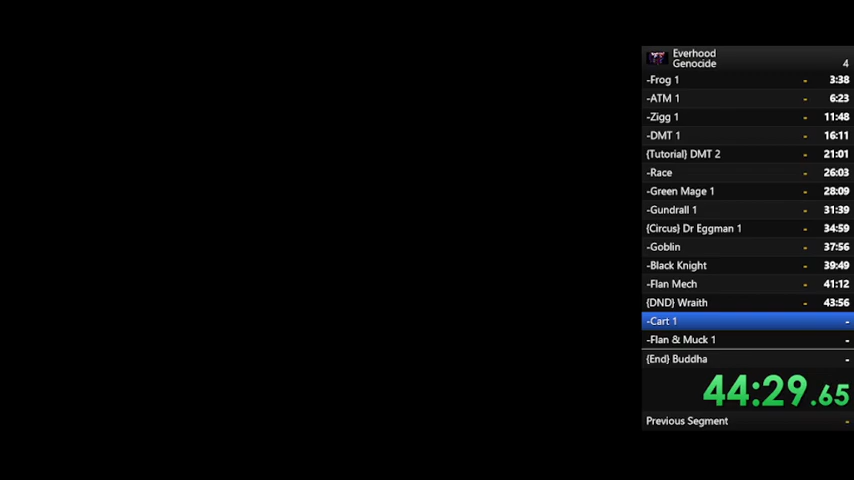 Everhood
Genocide 4
-Frog 1 - 3:38
-ATM 1 - 6:23
-Zigg 1 - 11:48
-DMT 1 - 16:11
{Tutorial} DMT 2 - 21:01
-Race - 26:03
-Green Mage 1 - 28:09
-Gundrall 1 - 31:39
{Circus} Dr Eggman 1 - 34:59
-Goblin - 37:56
-Black Knight - 39:49
-Flan Mech - 41:12
{DND} Wraith - 43:56
-Cart 1 -
-Flan & Muck 1 -
{End} Buddha -
44:29.65
Previous Segment -